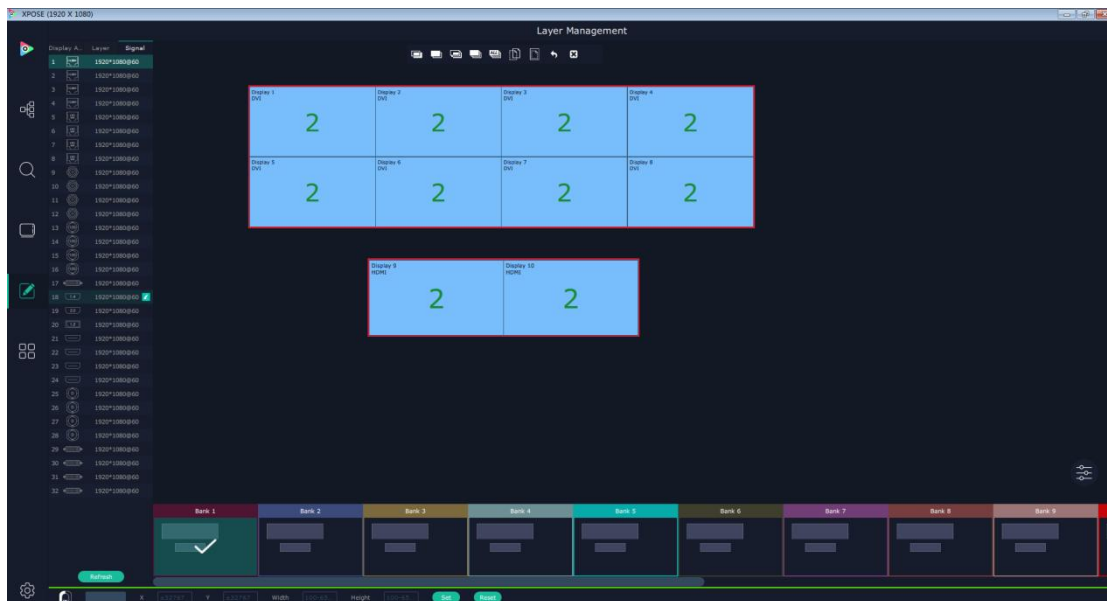 XPOSE (1920 X 1080)
Layer Management
Display A.. Layer Signal
1 1920*1080@60
2 1920*1080@60
3 1920*1080@60
4 1920*1080@60
5 1920*1080@60
6 1920*1080@60
7 1920*1080@60
8 1920*1080@60
9 1920*1080@60
10 1920*1080@60
11 1920*1080@60
12 1920*1080@60
13 1920*1080@60
14 1920*1080@60
15 1920*1080@60
16 1920*1080@60
17 1920*1080@60
18 1920*1080@60
19 1920*1080@60
20 1920*1080@60
21 1920*1080@60
22 1920*1080@60
23 1920*1080@60
24 1920*1080@60
25 1920*1080@60
26 1920*1080@60
27 1920*1080@60
28 1920*1080@60
29 1920*1080@60
30 1920*1080@60
31 1920*1080@60
32 1920*1080@60
Refresh
Display 1 Display 2 Display 3 Display 4
DVI DVI DVI DVI
2 2 2 2
Display 5 Display 6 Display 7 Display 8
DVI DVI DVI DVI
2 2 2 2
Display 9 Display 10
HDMI HDMI
2 2
Bank 1 Bank 2 Bank 3 Bank 4 Bank 5 Bank 6 Bank 7 Bank 8 Bank 9
X ±32767 Y ±32767 Width Height Set Reset